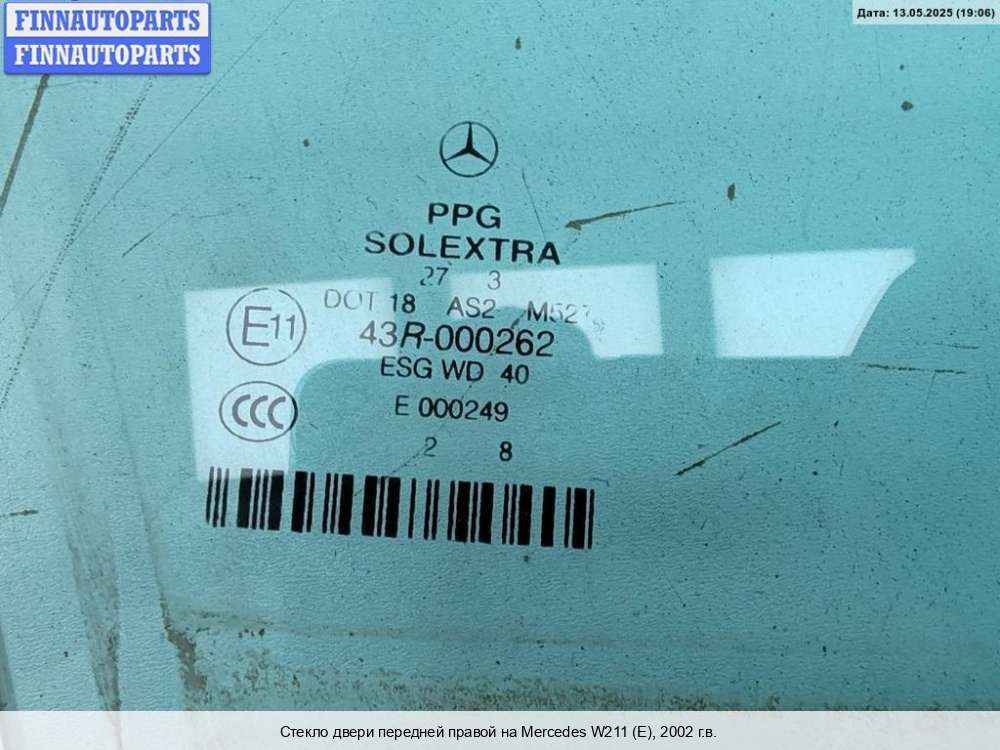 FINNAUTOPARTS
FINNAUTOPARTS
Дата: 13.05.2025 (19:06)
PPG
SOLEXTRA
27 3
DOT 18 AS2
E11
43R-000262
ESG WD 40
CCC
E 000249
2 8
Стекло двери передней правой на Mercedes W211 (E), 2002 г.в.